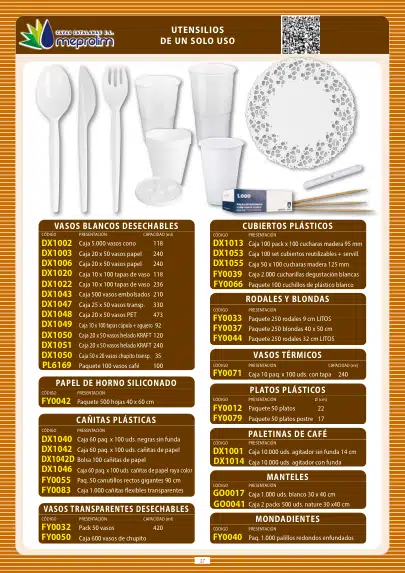 CAVAS CATALANAS S.L.
meprolim
UTENSILIOS
DE UN SOLO USO
VASOS BLANCOS DESECHABLES
CÓDIGO PRESENTACIÓN CAPACIDAD (ml)
DX1002 Caja 5.000 vasos cono 118
DX1003 Caja 20 x 50 vasos papel 240
DX1006 Caja 20 x 50 vasos papel 240
DX1020 Caja 10 x 100 tapas de vaso 118
DX1022 Caja 10 x 100 tapas de vaso 236
DX1043 Caja 500 vasos embolsados 210
DX1047 Caja 25 x 50 vasos transp. 330
DX1048 Caja 20 x 50 vasos PET 473
DX1049 Caja 10 x 100 tapas cúpula + agujero 92
DX1050 Caja 20 x 50 vasos helado KRAFT 120
DX1051 Caja 20 x 50 vasos helado KRAFT 240
DX1050 Caja 50 x 20 vasos chupito transp. 35
PL6169 Paquete 100 vasos café 100
PAPEL DE HORNO SILICONADO
CÓDIGO PRESENTACIÓN
FY0042 Paquete 500 hojas 40 x 60 cm
CAÑITAS PLÁSTICAS
CÓDIGO PRESENTACIÓN
DX1040 Caja 60 paq. x 100 uds. negras sin funda
DX1042 Caja 60 paq. x 100 uds. cañitas de papel
DX1042D Bolsa 100 cañitas de papel
DX1046 Caja 60 paq. x 100 uds. cañitas de papel raya color
FY0055 Paq. 50 canutillos rectos gigantes 90 cm
FY0083 Caja 1.000 cañitas flexibles transparentes
VASOS TRANSPARENTES DESECHABLES
CÓDIGO PRESENTACIÓN CAPACIDAD (ml)
FY0032 Pack 50 vasos 420
FY0050 Caja 600 vasos de chupito
CUBIERTOS PLÁSTICOS
CÓDIGO PRESENTACIÓN
DX1013 Caja 100 pack x 100 cucharas madera 95 mm
DX1053 Caja 100 set cubiertos reutilizables + servill
DX1055 Caja 50 x 100 cucharas madera 125 mm
FY0039 Caja 2.000 cucharillas degustación blancas
FY0066 Paquete 100 cuchillos de plástico blanco
RODALES Y BLONDAS
CÓDIGO PRESENTACIÓN
FY0033 Paquete 250 rodales 9 cm LITOS
FY0037 Paquete 250 blondas 40 x 50 cm
FY0044 Paquete 250 rodales 32 cm LITOS
VASOS TÉRMICOS
CÓDIGO PRESENTACIÓN CAPACIDAD (ml)
FY0071 Caja 10 paq. x 100 uds. con tapa 240
PLATOS PLÁSTICOS
CÓDIGO PRESENTACIÓN Ø (cm)
FY0012 Paquete 50 platos 22
FY0079 Paquete 50 platos postre 17
PALETINAS DE CAFÉ
CÓDIGO PRESENTACIÓN
DX1001 Caja 10.000 uds. agitador sin funda 14 cm
DX1014 Caja 10.000 uds. agitador con funda
MANTELES
CÓDIGO PRESENTACIÓN
GO0017 Caja 1.000 uds. blanco 30 x 40 cm
GO0041 Caja 2 packs 500 uds. nature 30 x40 cm
MONDADIENTES
CÓDIGO PRESENTACIÓN
FY0040 Paq. 1.000 palillos redondos enfundados
37